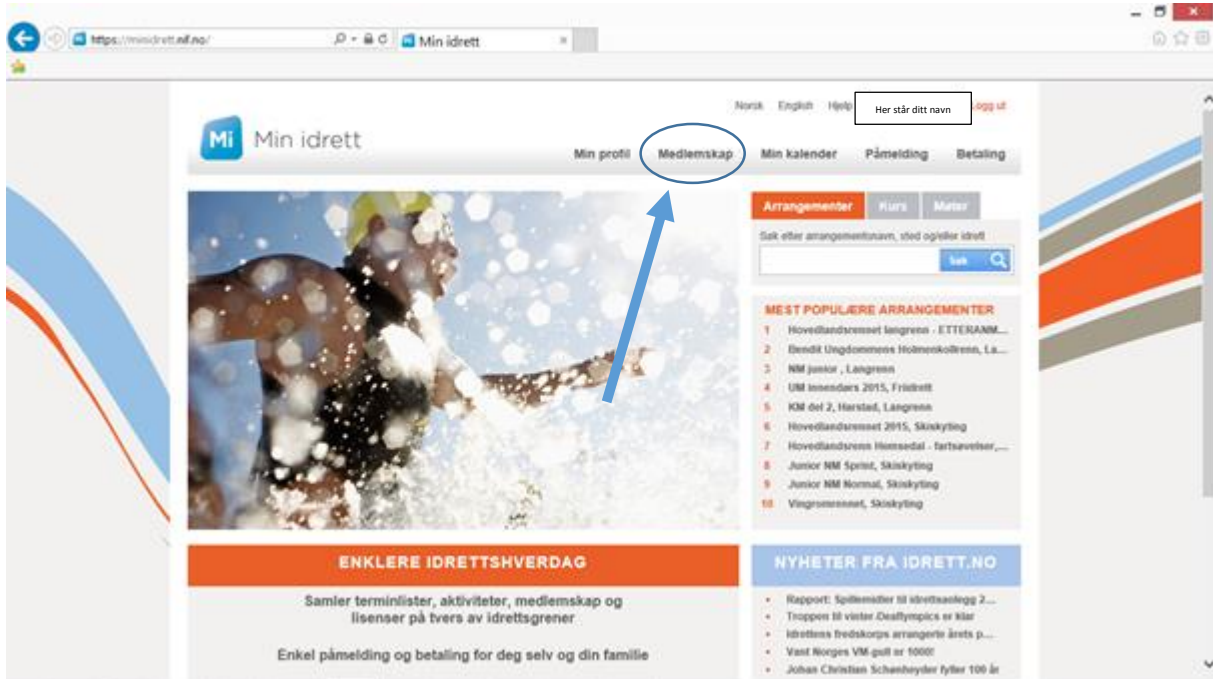 https://minidrett.nif.no/
Min idrett
Norsk English Hjelp Her står ditt navn Logg ut
Mi Min idrett
Min profil Medlemskap Min kalender Påmelding Betaling
Arrangementer Kurs Møter
Søk etter arrangementsnavn, sted og/eller idrett
Søk
MEST POPULÆRE ARRANGEMENTER
1 Hovedlandsrennet langrenn - ETTERANM...
2 Bendit Ungdommens Holmenkollrenn, La...
3 NM junior , Langrenn
4 UM innendørs 2015, Friidrett
5 KM del 2, Harstad, Langrenn
6 Hovedlandsrennet 2015, Skiskyting
7 Hovedlandsrenn Hemsedal - fartsøvelser,...
8 Junior NM Sprint, Skiskyting
9 Junior NM Normal, Skiskyting
10 Vingromrennet, Skiskyting
ENKLERE IDRETTSHVERDAG
Samler terminlister, aktiviteter, medlemskap og
lisenser på tvers av idrettsgrener
Enkel påmelding og betaling for deg selv og din familie
NYHETER FRA IDRETT.NO
Rapport: Spillemidler til idrettsanlegg 2...
Troppen til vinter-Deaflympics er klar
Idrettens fredskorps arrangerte årets p...
Vant Norges VM-gull nr 1000!
Johan Christian Schønheyder fyller 100 år